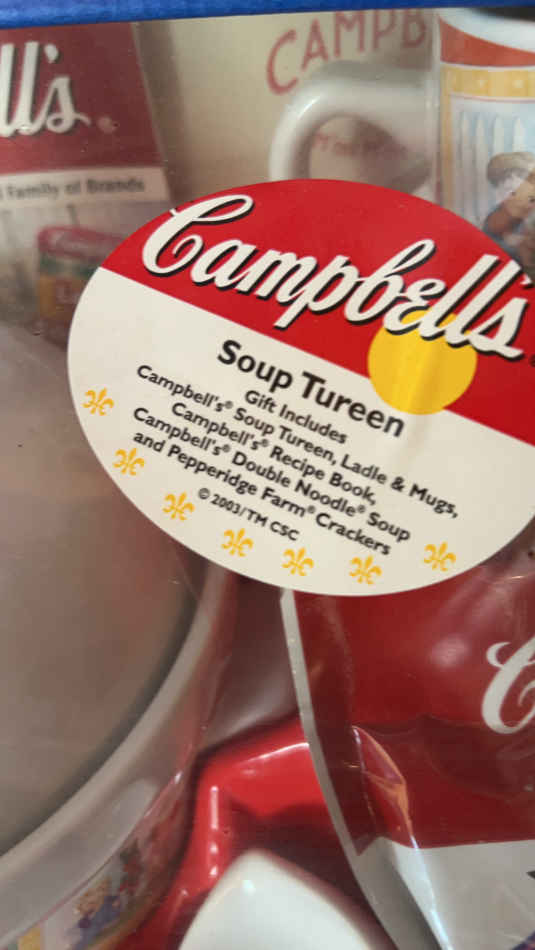 CAMPB
ll's
Family of Brands
Campbell's
Soup Tureen
Gift Includes
Campbell's® Soup Tureen, Ladle & Mugs,
Campbell's® Recipe Book,
Campbell's® Double Noodle® Soup
and Pepperidge Farm® Crackers
© 2003/TM CSC
C